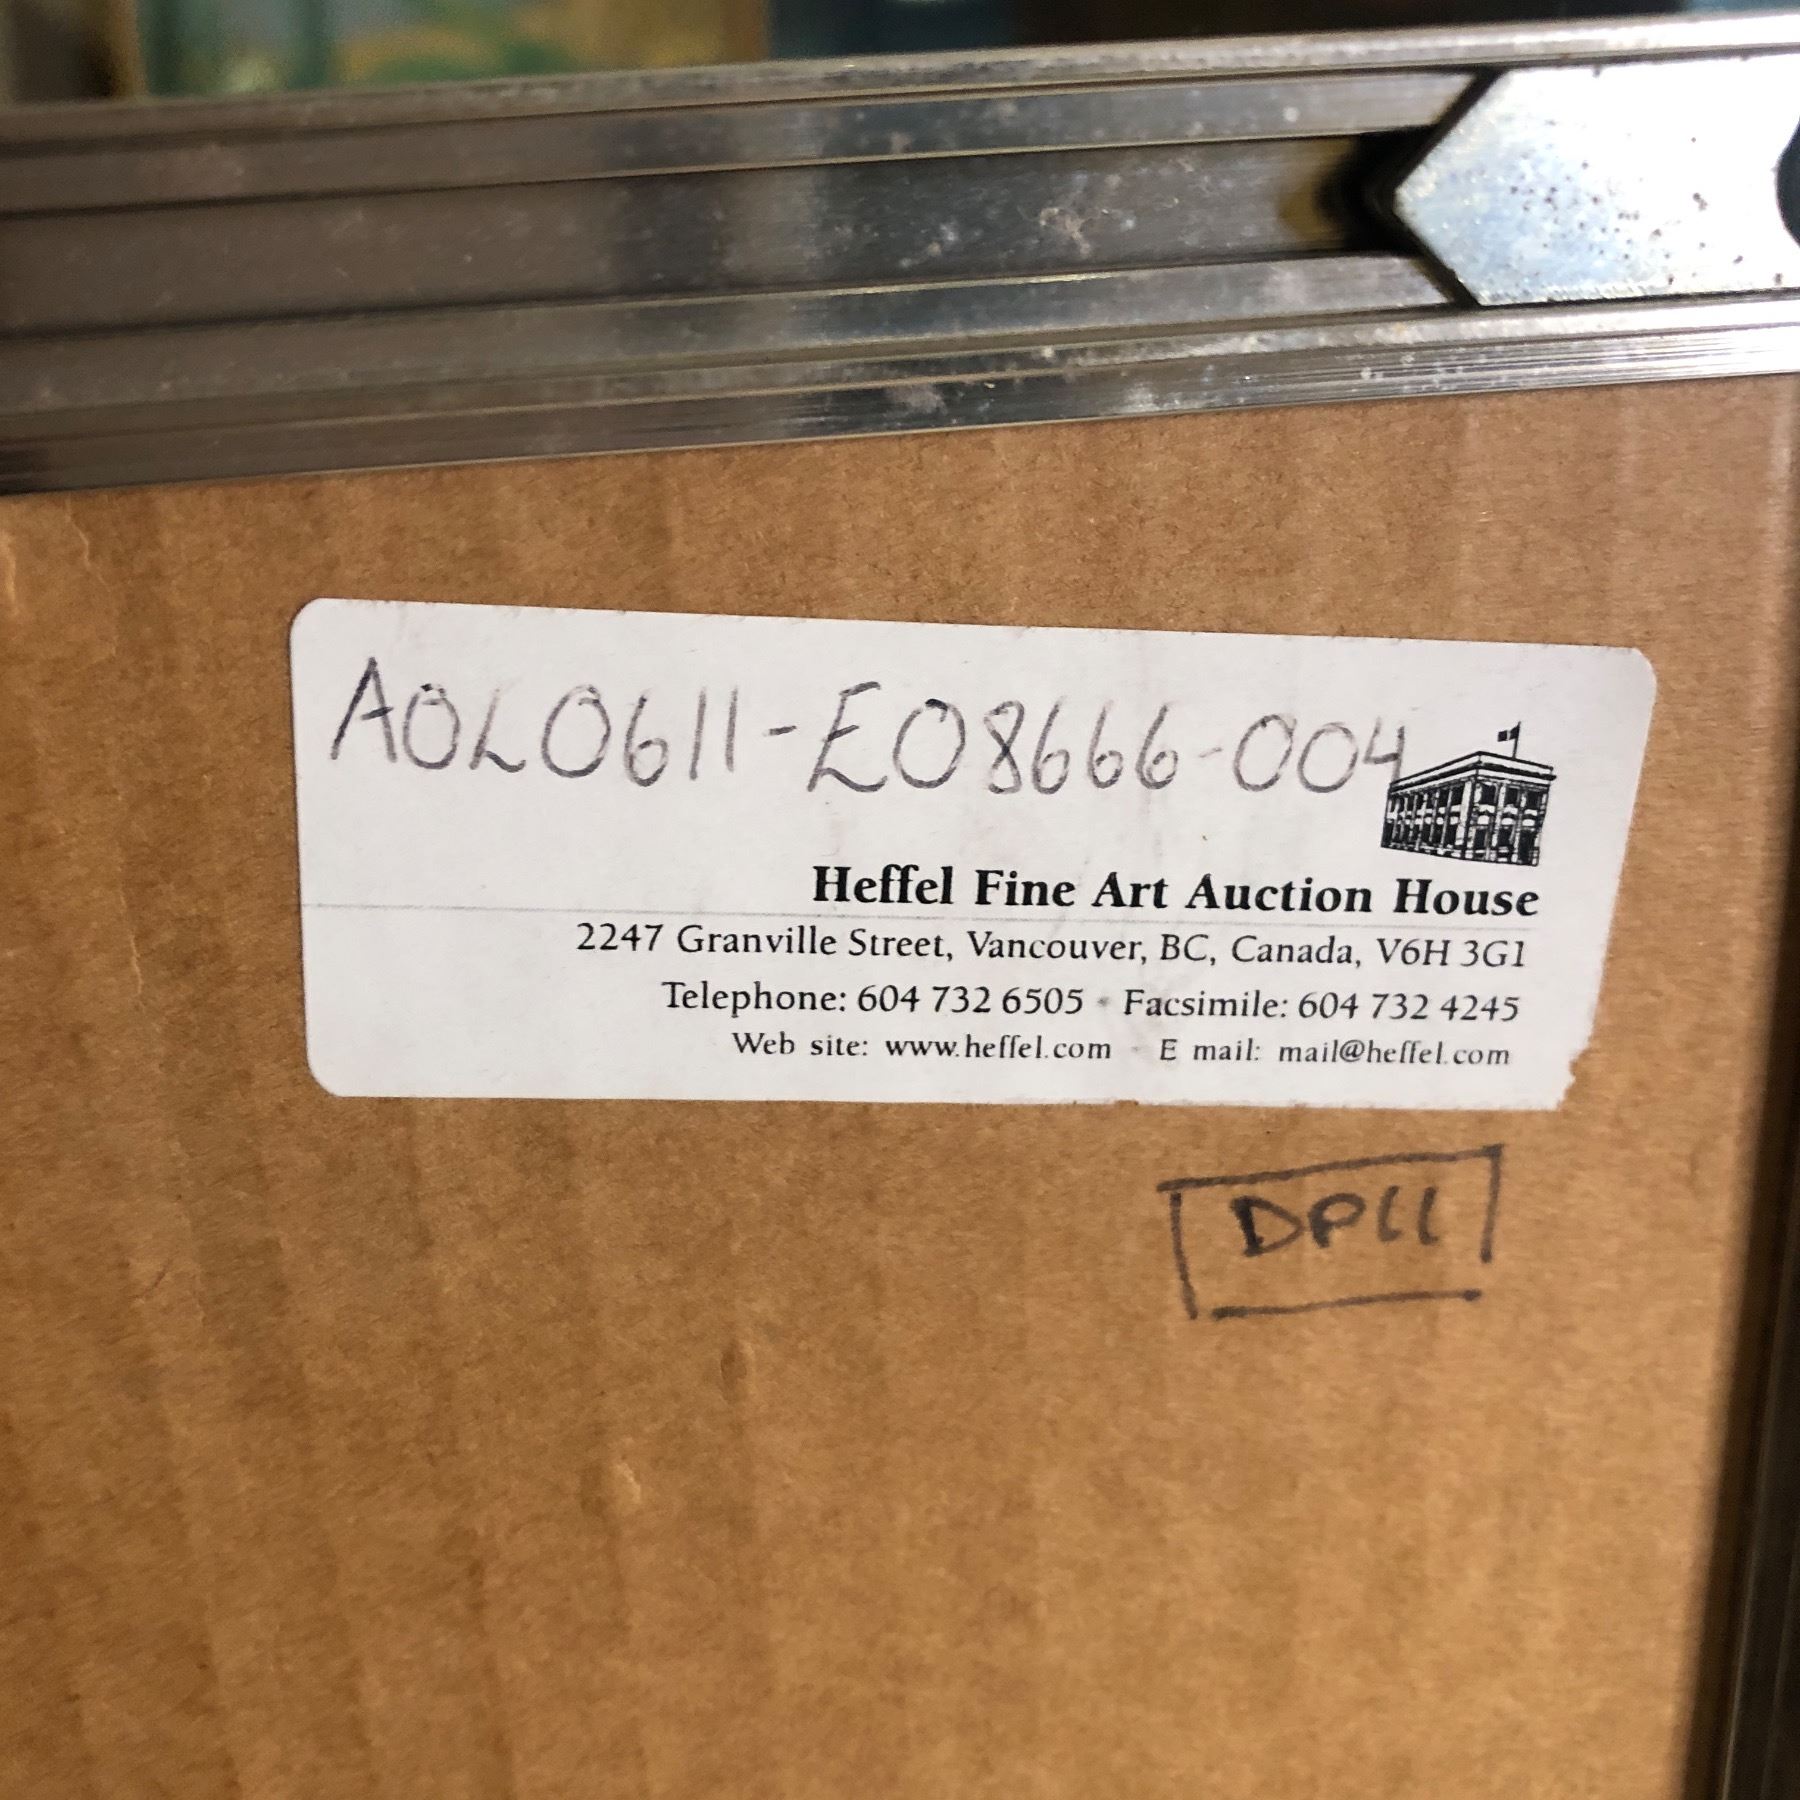 A0L0611-E08666-004
Heffel Fine Art Auction House
2247 Granville Street, Vancouver, BC, Canada, V6H 3G1
Telephone: 604 732 6505 • Facsimile: 604 732 4245
Web site: www.heffel.com • E mail: mail@heffel.com
DP11